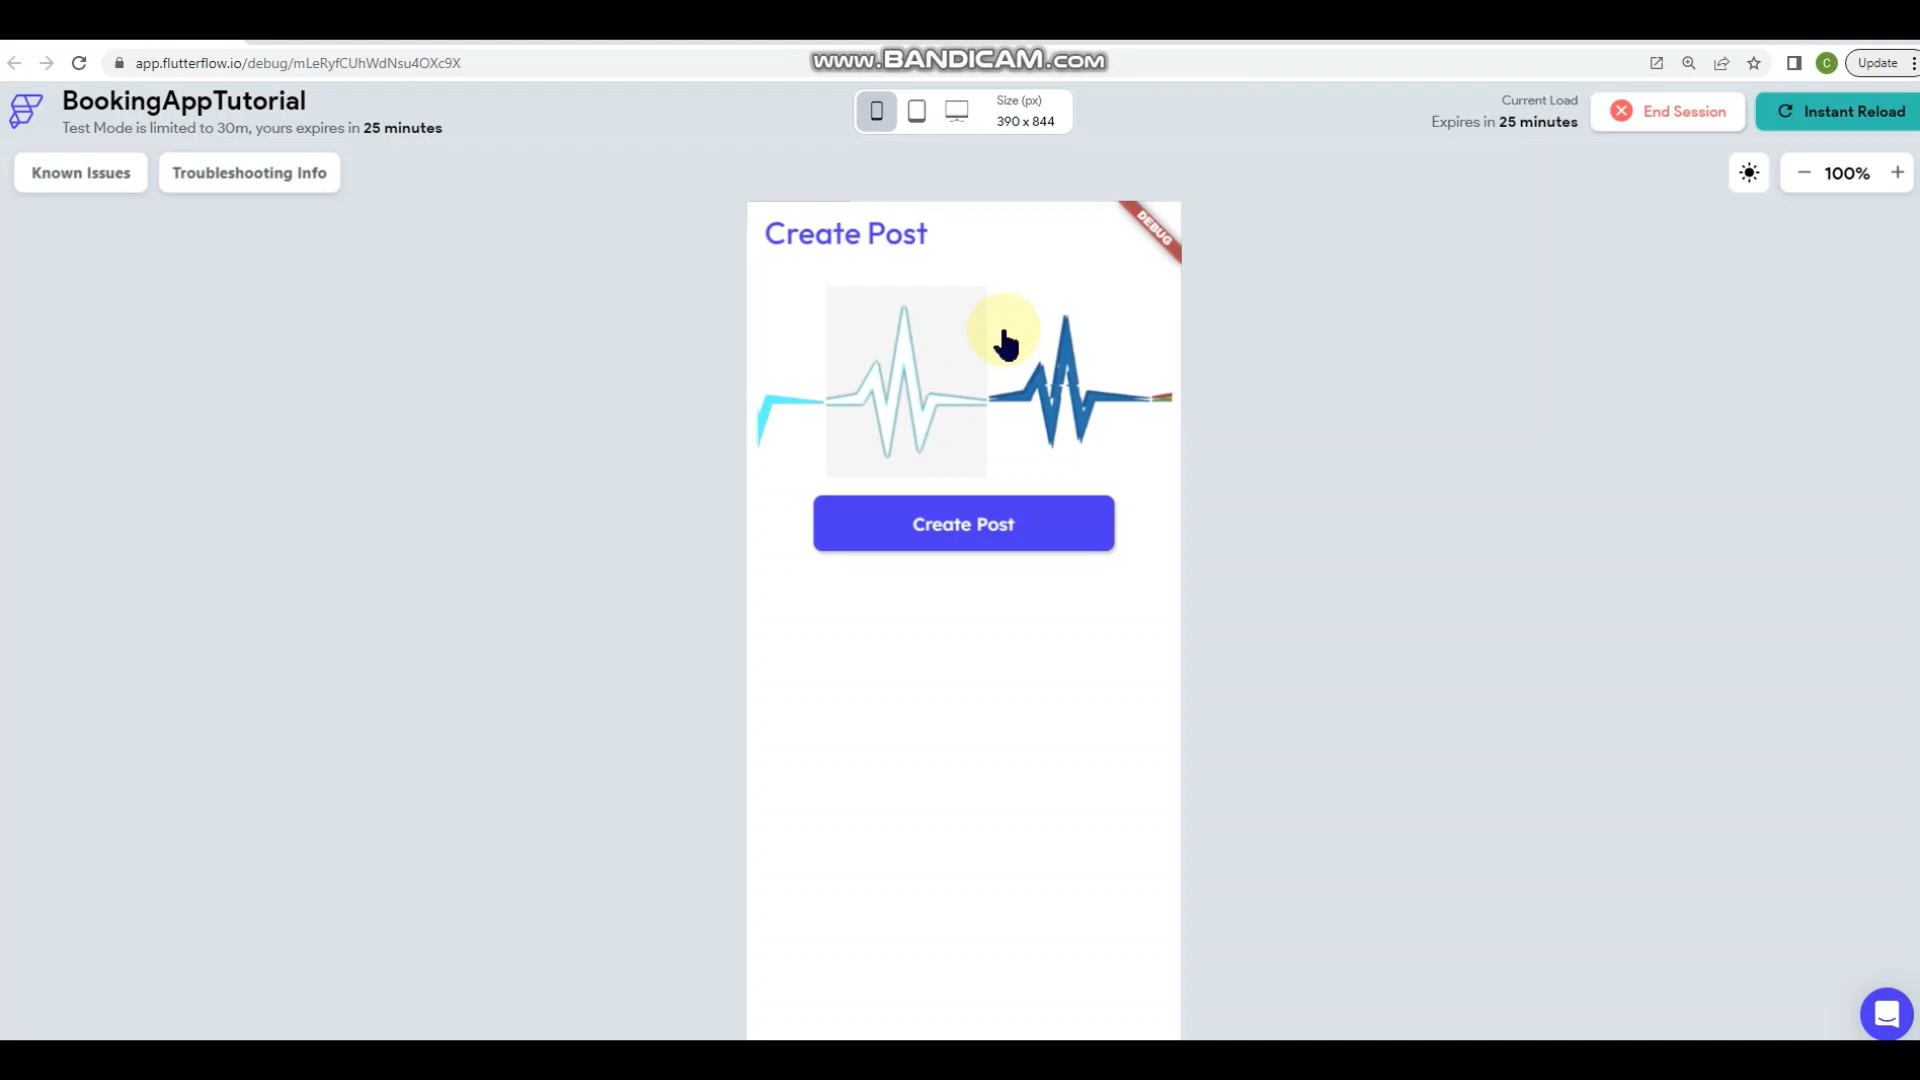 app.flutterflow.io/debug/mLeRyfCUhWdNsu4OXc9X
www.BANDICAM.com
C
Update
BookingAppTutorial
Test Mode is limited to 30m, yours expires in 25 minutes
Size (px)
390 x 844
Current Load
Expires in 25 minutes
End Session
Instant Reload
Known Issues
Troubleshooting Info
100%
Create Post
DEBUG
Create Post